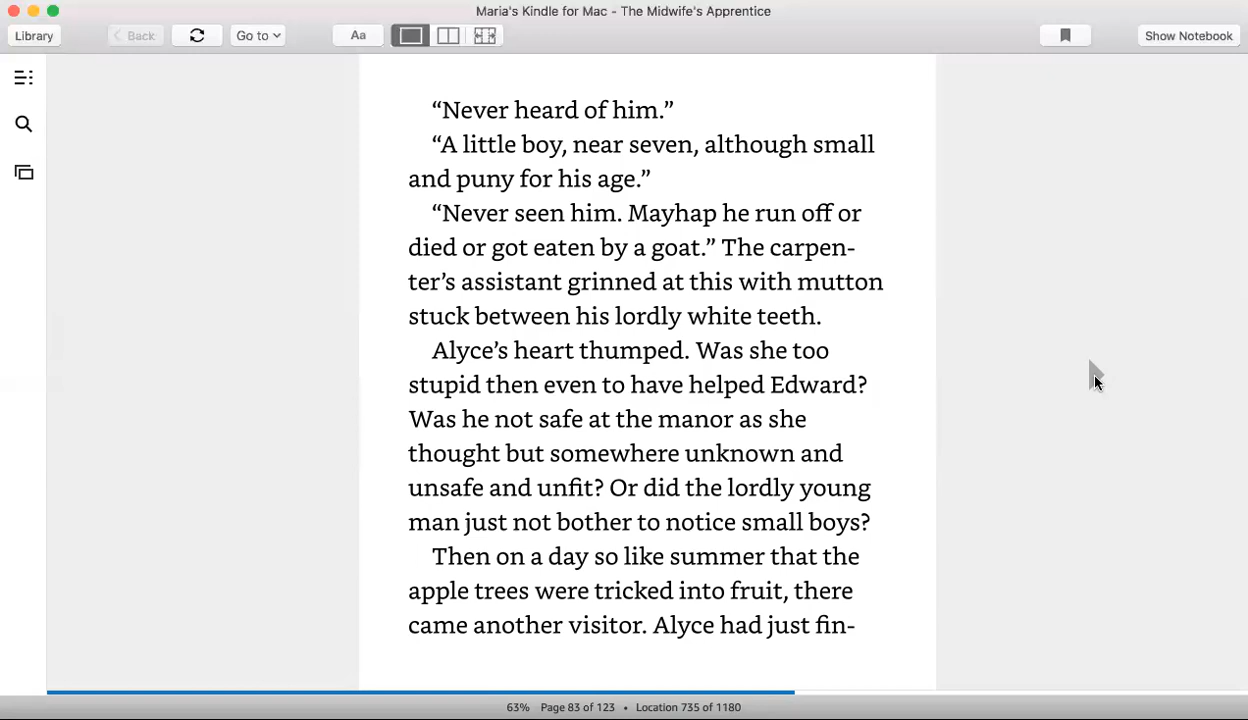 Maria's Kindle for Mac - The Midwife's Apprentice
Library
Back
Go to
Aa
Show Notebook
“Never heard of him.”
“A little boy, near seven, although small
and puny for his age.”
“Never seen him. Mayhap he run off or
died or got eaten by a goat.” The carpen-
ter’s assistant grinned at this with mutton
stuck between his lordly white teeth.
Alyce’s heart thumped. Was she too
stupid then even to have helped Edward?
Was he not safe at the manor as she
thought but somewhere unknown and
unsafe and unfit? Or did the lordly young
man just not bother to notice small boys?
Then on a day so like summer that the
apple trees were tricked into fruit, there
came another visitor. Alyce had just fin-
63% Page 83 of 123 • Location 735 of 1180